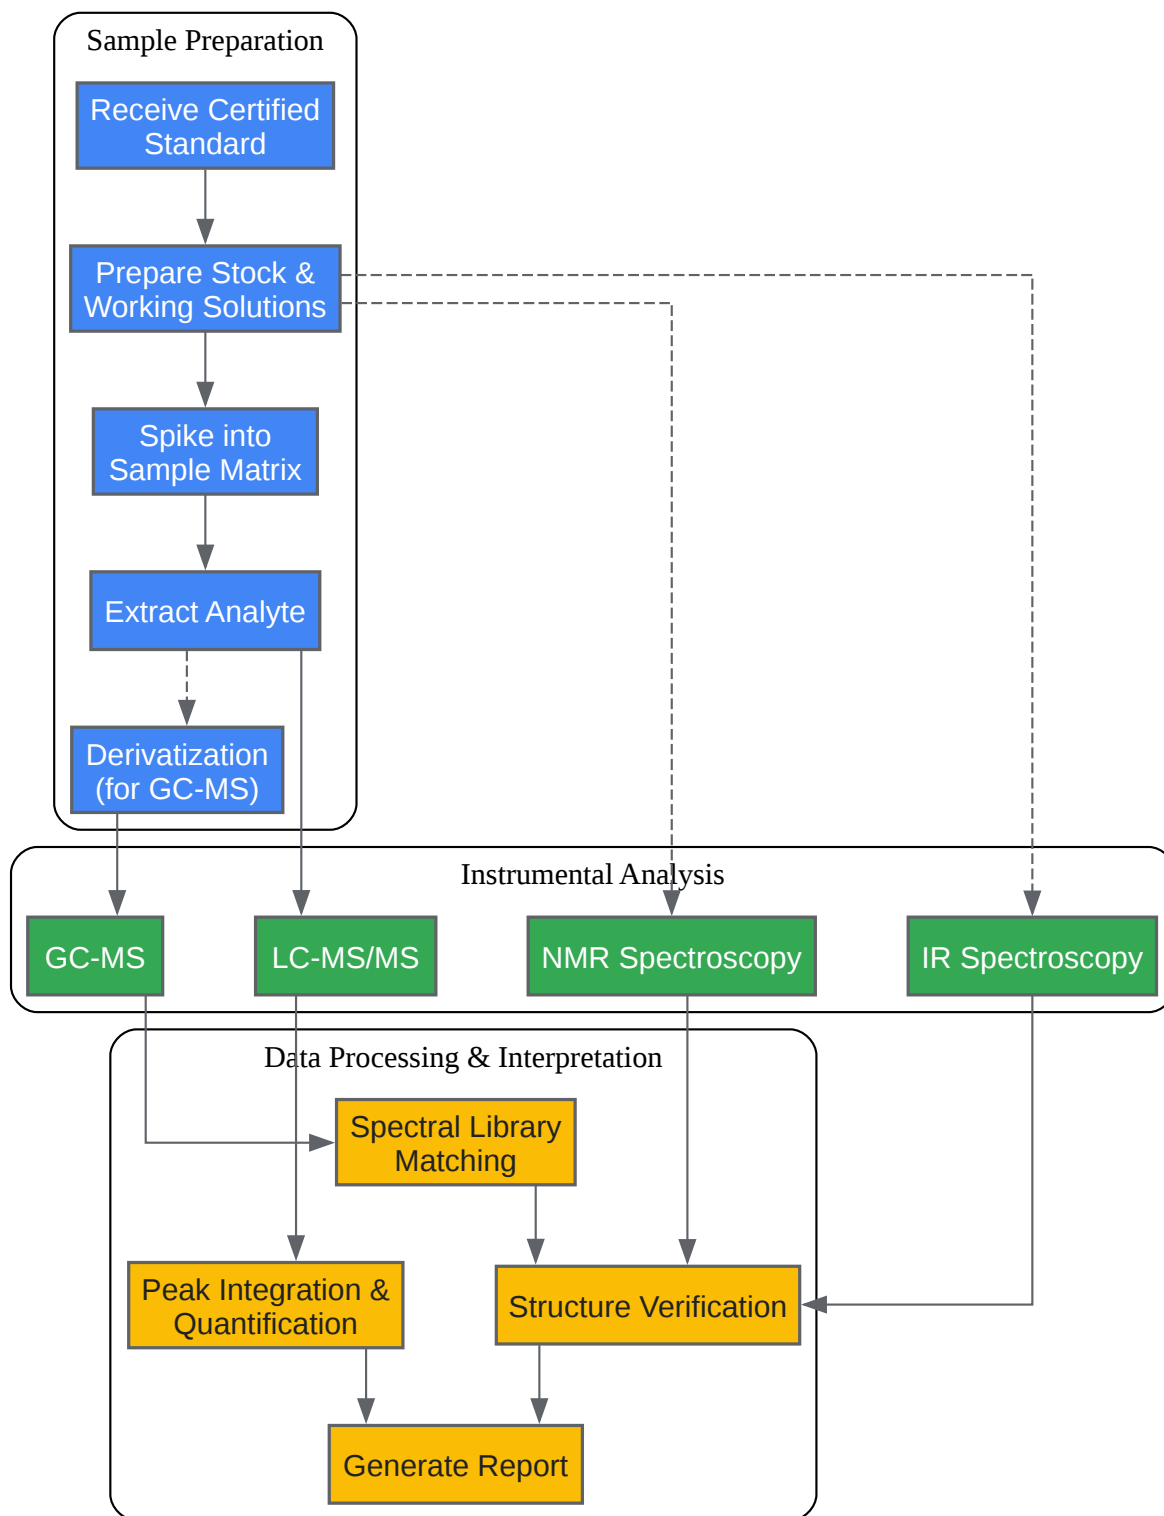 Sample Preparation
Receive Certified
Standard
Prepare Stock &
Working Solutions
Spike into
Sample Matrix
Extract Analyte
Derivatization
(for GC-MS)
Instrumental Analysis
GC-MS
LC-MS/MS
NMR Spectroscopy
IR Spectroscopy
Data Processing & Interpretation
Spectral Library
Matching
Peak Integration &
Quantification
Structure Verification
Generate Report